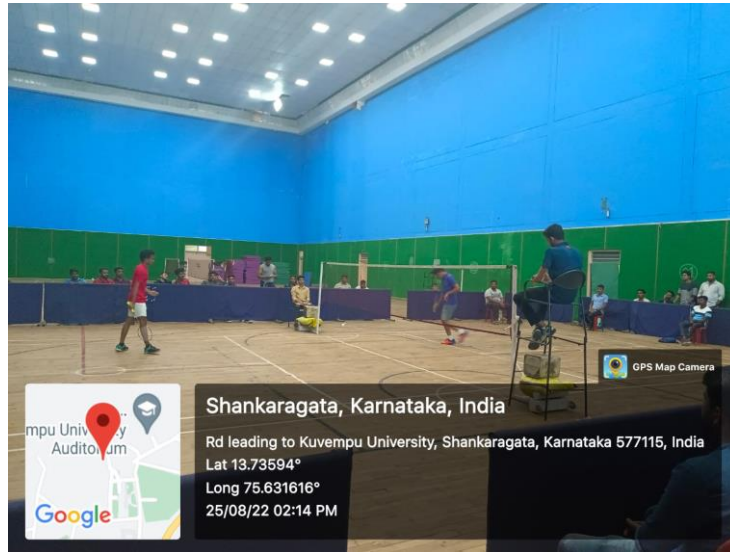 GPS Map Camera
Shankaragata, Karnataka, India
Rd leading to Kuvempu University, Shankaragata, Karnataka 577115, India
Lat 13.73594°
Long 75.631616°
25/08/22 02:14 PM
mpu Univ
Auditorium
Google